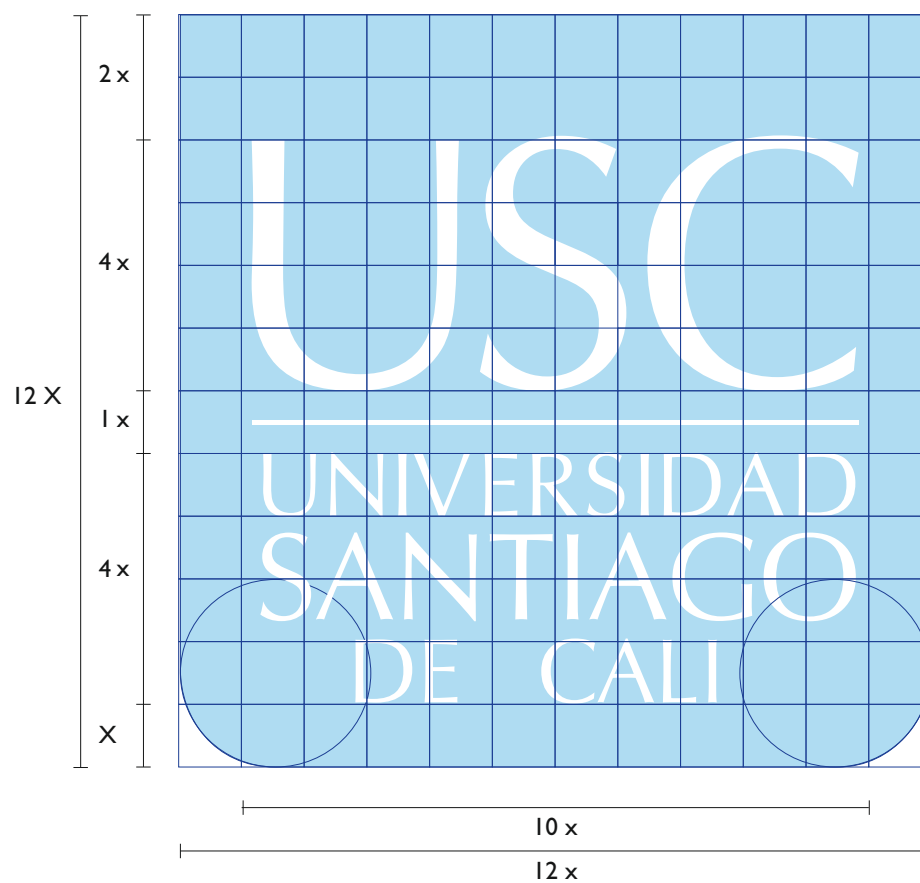 2 x
4 x
12 X
1 x
4 x
X
USC
UNIVERSIDAD
SANTIAGO
DE CALI
10 x
12 x